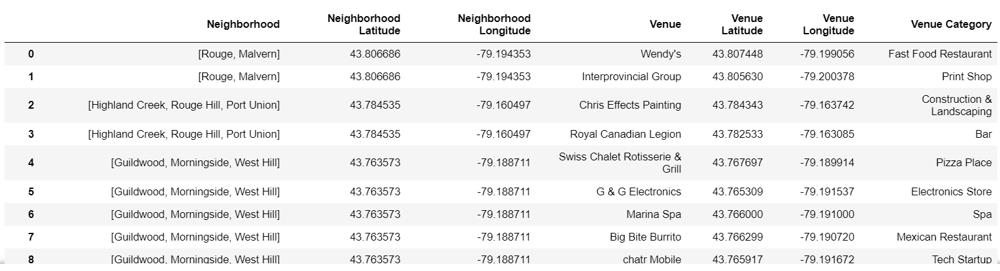 Neighborhood Neighborhood Latitude Neighborhood Longitude Venue Venue Latitude Venue Longitude Venue Category
0 [Rouge, Malvern] 43.806686 -79.194353 Wendy's 43.807448 -79.199056 Fast Food Restaurant
1 [Rouge, Malvern] 43.806686 -79.194353 Interprovincial Group 43.805630 -79.200378 Print Shop
2 [Highland Creek, Rouge Hill, Port Union] 43.784535 -79.160497 Chris Effects Painting 43.784343 -79.163742 Construction & Landscaping
3 [Highland Creek, Rouge Hill, Port Union] 43.784535 -79.160497 Royal Canadian Legion 43.782533 -79.163085 Bar
4 [Guildwood, Morningside, West Hill] 43.763573 -79.188711 Swiss Chalet Rotisserie & Grill 43.767697 -79.189914 Pizza Place
5 [Guildwood, Morningside, West Hill] 43.763573 -79.188711 G & G Electronics 43.765309 -79.191537 Electronics Store
6 [Guildwood, Morningside, West Hill] 43.763573 -79.188711 Marina Spa 43.766000 -79.191000 Spa
7 [Guildwood, Morningside, West Hill] 43.763573 -79.188711 Big Bite Burrito 43.766299 -79.190720 Mexican Restaurant
8 [Guildwood, Morningside, West Hill] 43.763573 -79.188711 chatr Mobile 43.765917 -79.191672 Tech Startup